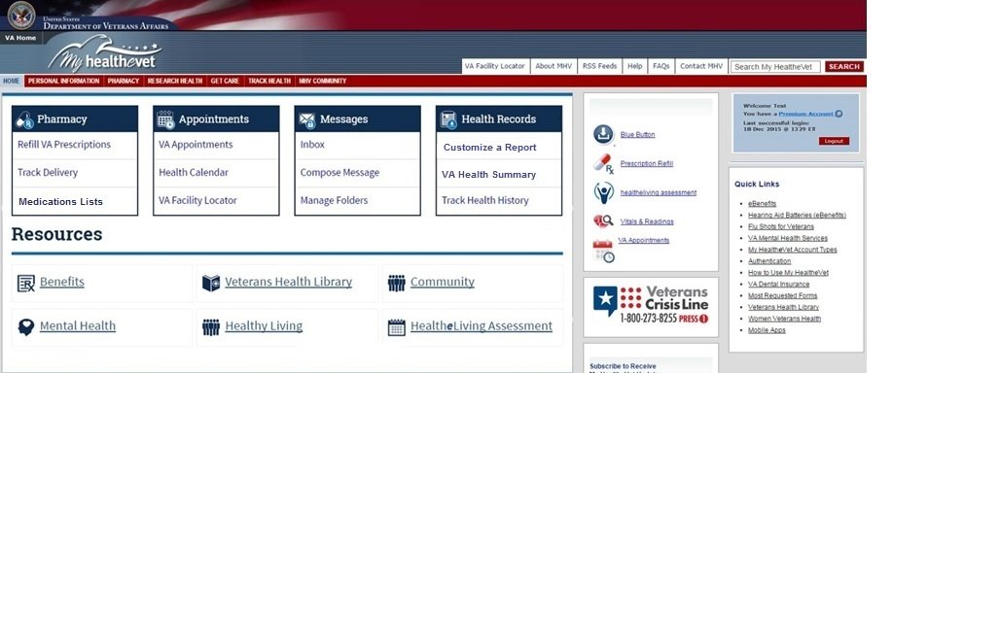 UNITED STATES
DEPARTMENT OF VETERANS AFFAIRS
VA Home
My healthevet
VA Facility Locator
About MHV
RSS Feeds
Help
FAQs
Contact MHV
Search My HealtheVet
SEARCH
HOME
PERSONAL INFORMATION
PHARMACY
RESEARCH HEALTH
GET CARE
TRACK HEALTH
MHV COMMUNITY
Pharmacy
Refill VA Prescriptions
Track Delivery
Medications Lists
Appointments
VA Appointments
Health Calendar
VA Facility Locator
Messages
Inbox
Compose Message
Manage Folders
Health Records
Customize a Report
VA Health Summary
Track Health History
Resources
Benefits
Veterans Health Library
Community
Mental Health
Healthy Living
HealtheLiving Assessment
Blue Button
Prescription Refill
healtheliving assessment
Vitals & Readings
VA Appointments
Veterans
Crisis Line
1-800-273-8255 PRESS 1
Subscribe to Receive
Welcome Test
You have a Premium Account
Last successful login:
18 Dec 2015 @ 1329 ET
Logout
Quick Links
eBenefits
Hearing Aid Batteries (eBenefits)
Flu Shots for Veterans
VA Mental Health Services
My HealtheVet Account Types
Authentication
How to Use My HealtheVet
VA Dental Insurance
Most Requested Forms
Veterans Health Library
Women Veterans Health
Mobile Apps